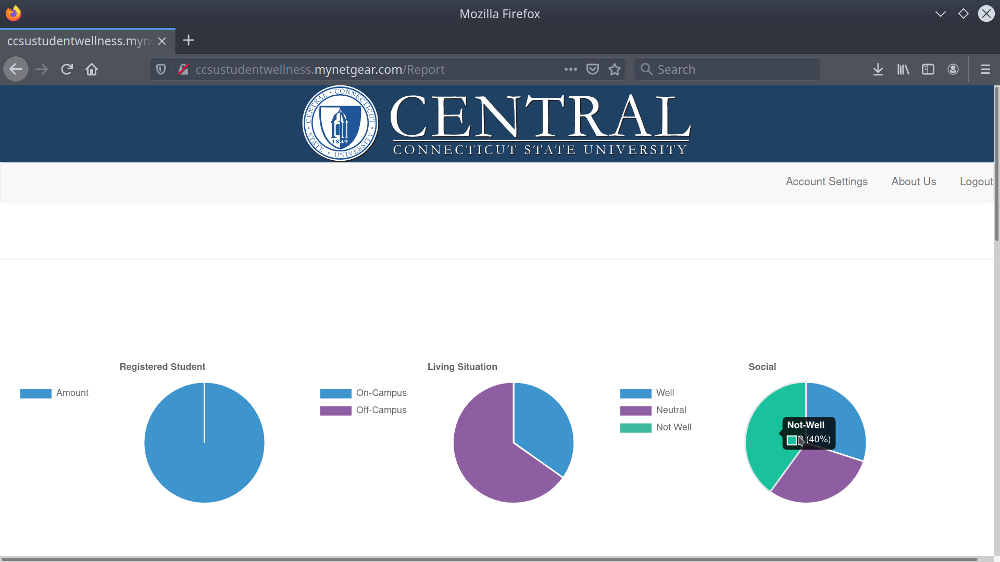 Mozilla Firefox
ccsustudentwellness.myn
ccsustudentwellness.mynetgear.com/Report
Search
CENTRAL • CONNECTICUT STATE • UNIVERSITY
1849
CENTRAL
CONNECTICUT STATE UNIVERSITY
Account Settings
About Us
Logout
Registered Student
Amount
Living Situation
On-Campus
Off-Campus
Social
Well
Neutral
Not-Well
Not-Well
(40%)